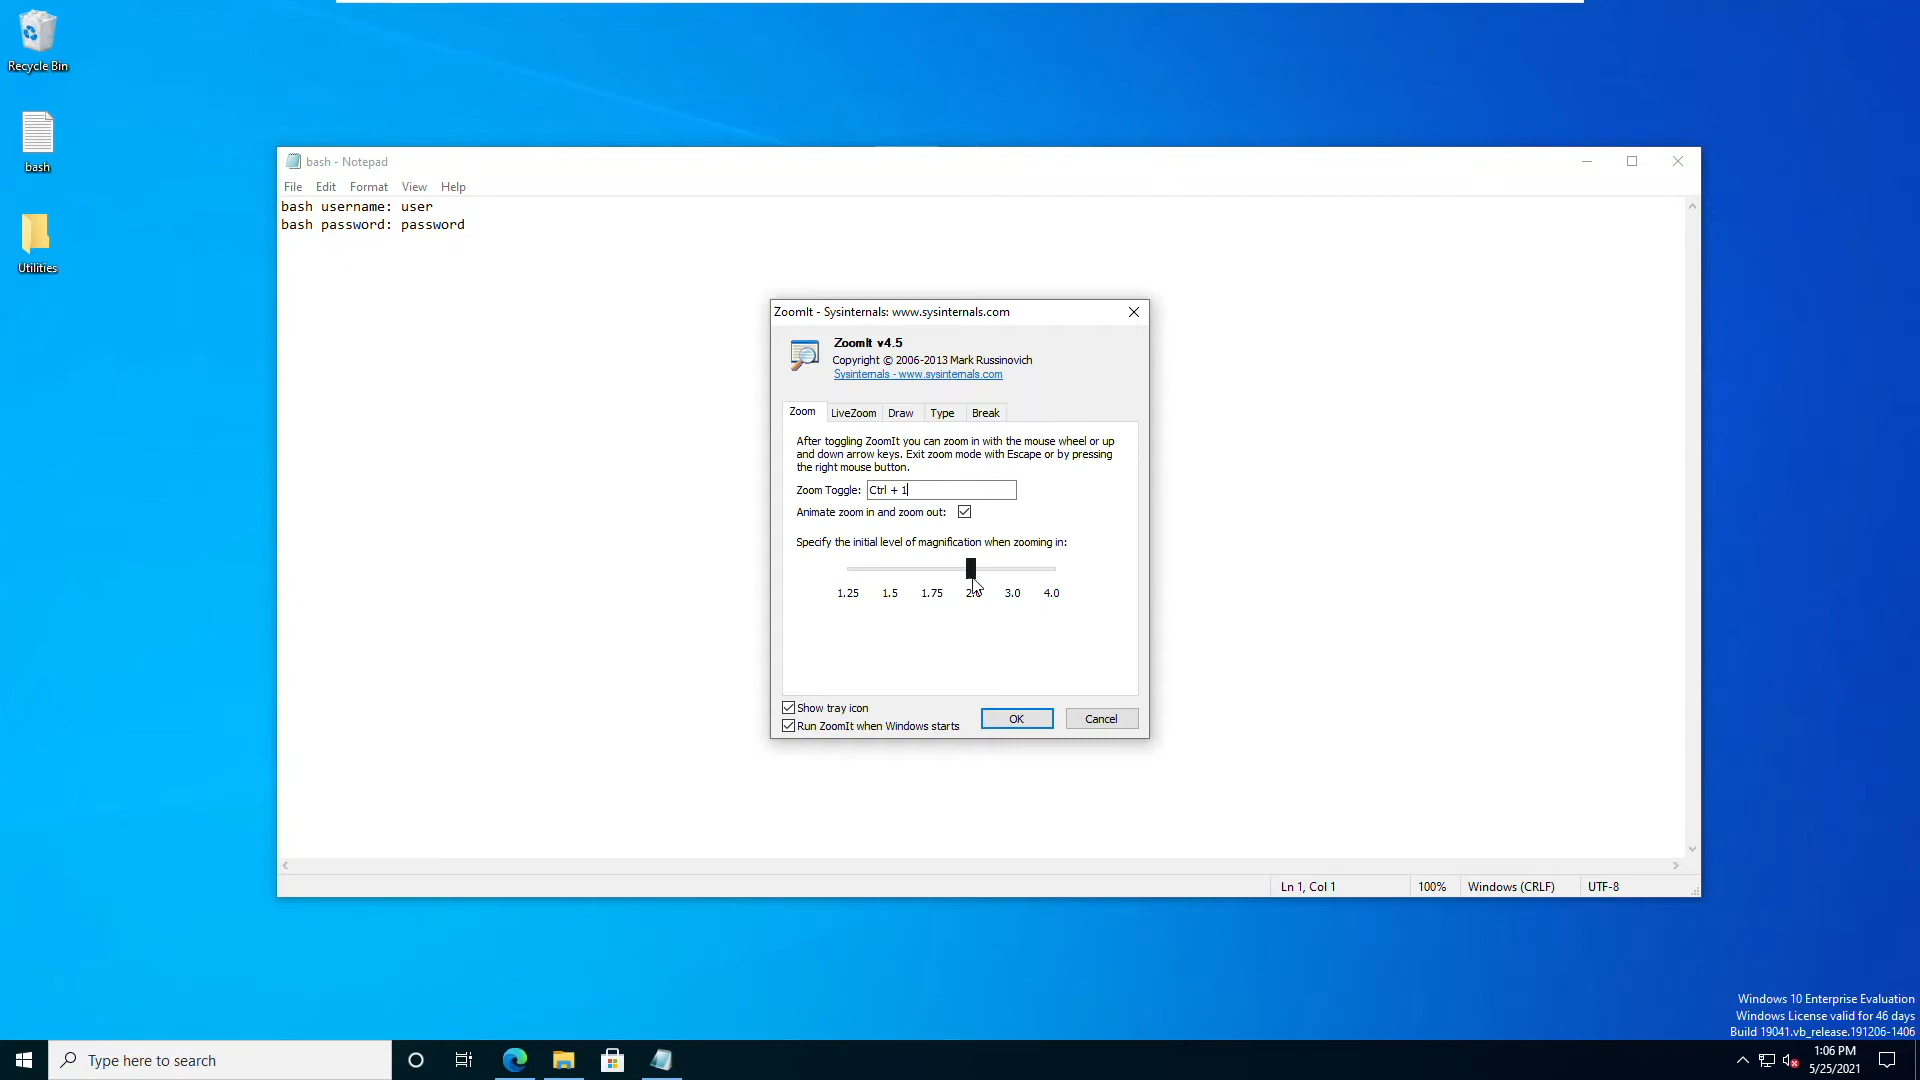 Recycle Bin
bash
Utilities
bash - Notepad
File Edit Format View Help
bash username: user
bash password: password
ZoomIt - Sysinternals: www.sysinternals.com
ZoomIt v4.5
Copyright © 2006-2013 Mark Russinovich
Sysinternals - www.sysinternals.com
Zoom LiveZoom Draw Type Break
After toggling ZoomIt you can zoom in with the mouse wheel or up
and down arrow keys. Exit zoom mode with Escape or by pressing
the right mouse button.
Zoom Toggle: Ctrl + 1
Animate zoom in and zoom out:
Specify the initial level of magnification when zooming in:
1.25 1.5 1.75 2.0 3.0 4.0
Show tray icon
Run ZoomIt when Windows starts
OK Cancel
Ln 1, Col 1 100% Windows (CRLF) UTF-8
Windows 10 Enterprise Evaluation
Windows License valid for 46 days
Build 19041.vb_release.191206-1406
Type here to search
1:06 PM
5/25/2021